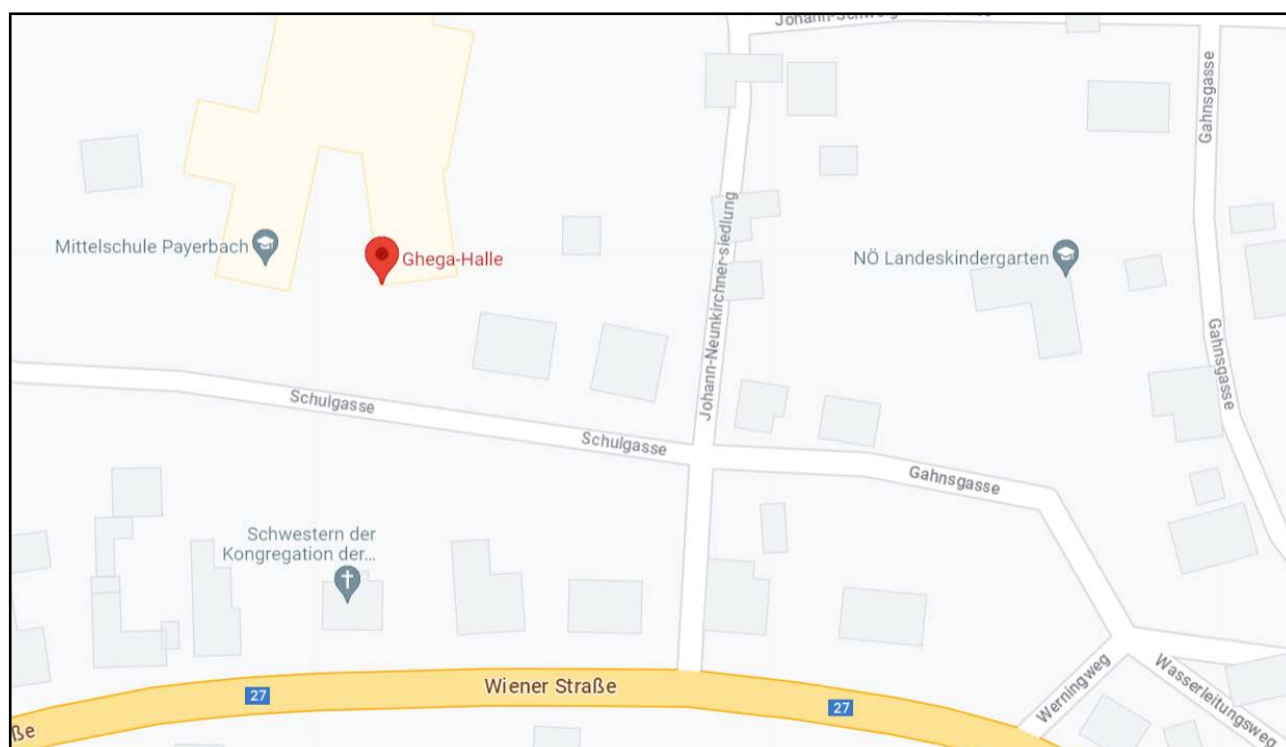 Gahnsgasse
Mittelschule Payerbach
Ghega-Halle
Johann-Neunkirchner-siedlung
NÖ Landeskindergarten
Gahnsgasse
Schulgasse
Schulgasse
Gahnsgasse
Schwestern der
Kongregation der...
Wiener Straße
27
27
Werningweg
Wasserleitungsweg
ße